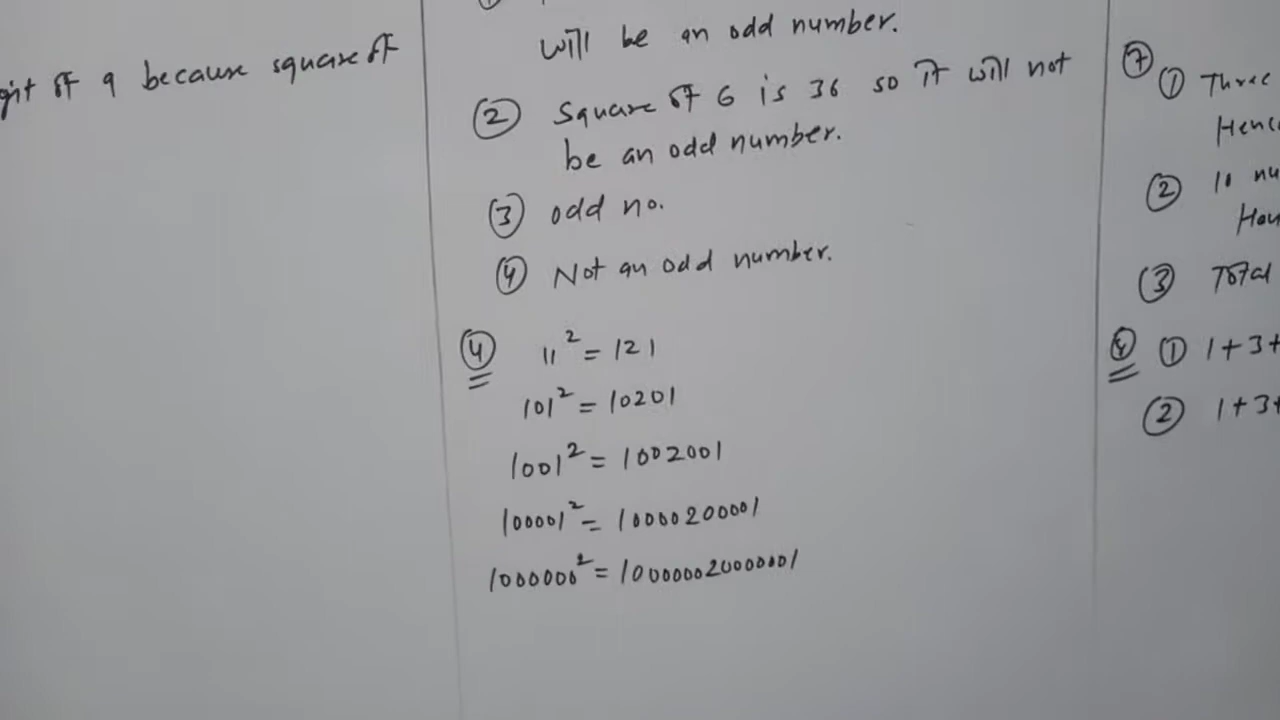 git of 9 because square of
will be an odd number.
② Square of 6 is 36 so it will not
be an odd number.
③ odd no.
④ Not an odd number.
④ 11² = 121
101² = 10201
1001² = 1002001
100001² = 10000200001
1000000² = 100000020000001
⑦ ① Three
Henc
② 10 nu
③ Total
⑧ ① 1+3+
② 1+3+